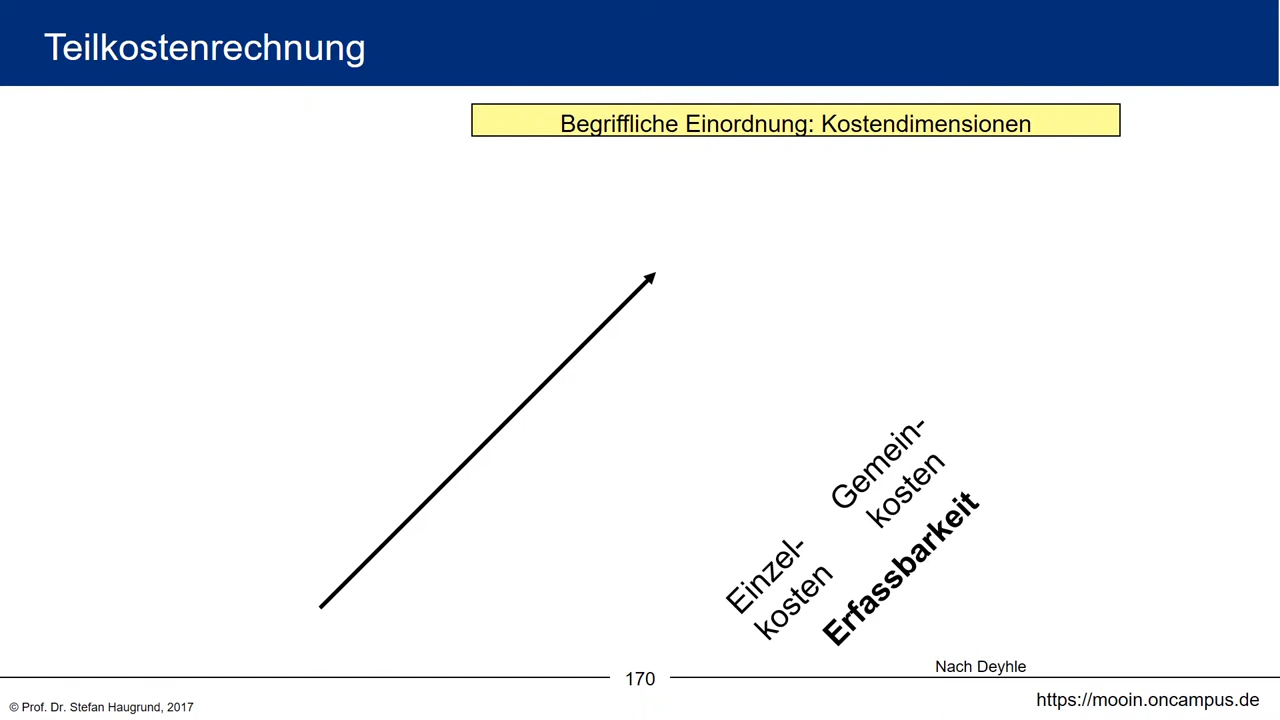 Teilkostenrechnung
Begriffliche Einordnung: Kostendimensionen
Gemein-
kosten
Einzel-
kosten
Erfassbarkeit
Nach Deyhle
170
© Prof. Dr. Stefan Haugrund, 2017
https://mooin.oncampus.de